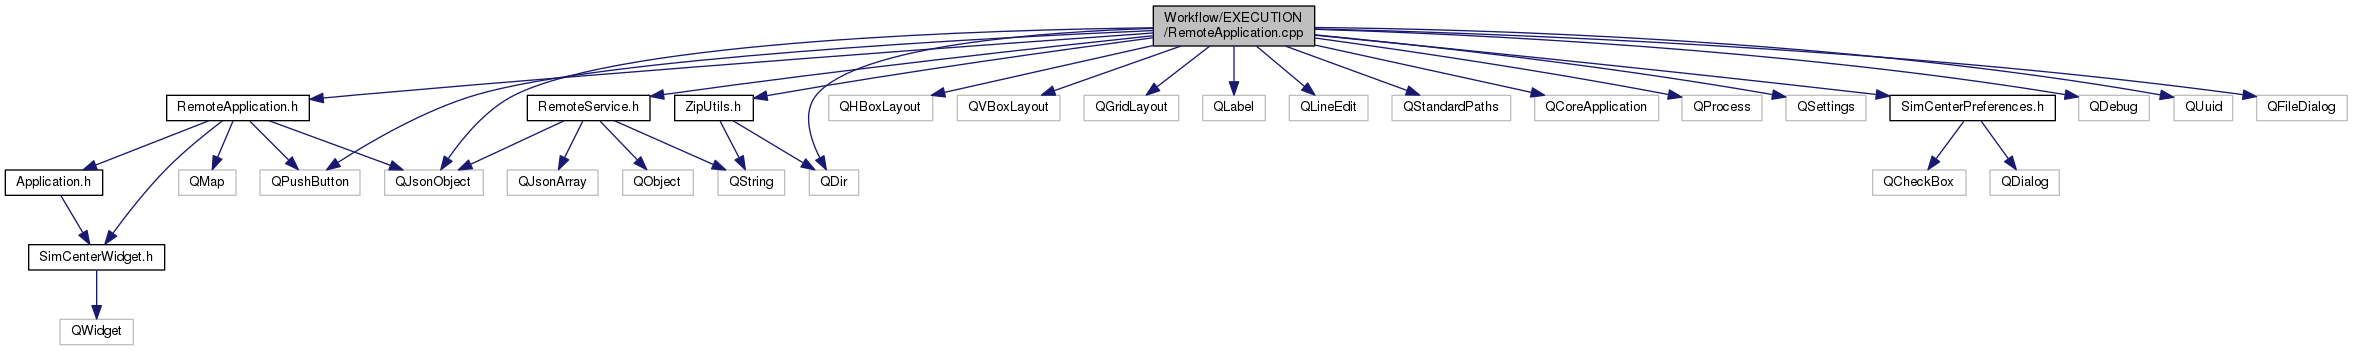 Workflow/EXECUTION
/RemoteApplication.cpp
RemoteApplication.h
RemoteService.h
ZipUtils.h
QHBoxLayout
QVBoxLayout
QGridLayout
QLabel
QLineEdit
QStandardPaths
QCoreApplication
QProcess
QSettings
SimCenterPreferences.h
QDebug
QUuid
QFileDialog
Application.h
QMap
QPushButton
QJsonObject
QJsonArray
QObject
QString
QDir
QCheckBox
QDialog
SimCenterWidget.h
QWidget